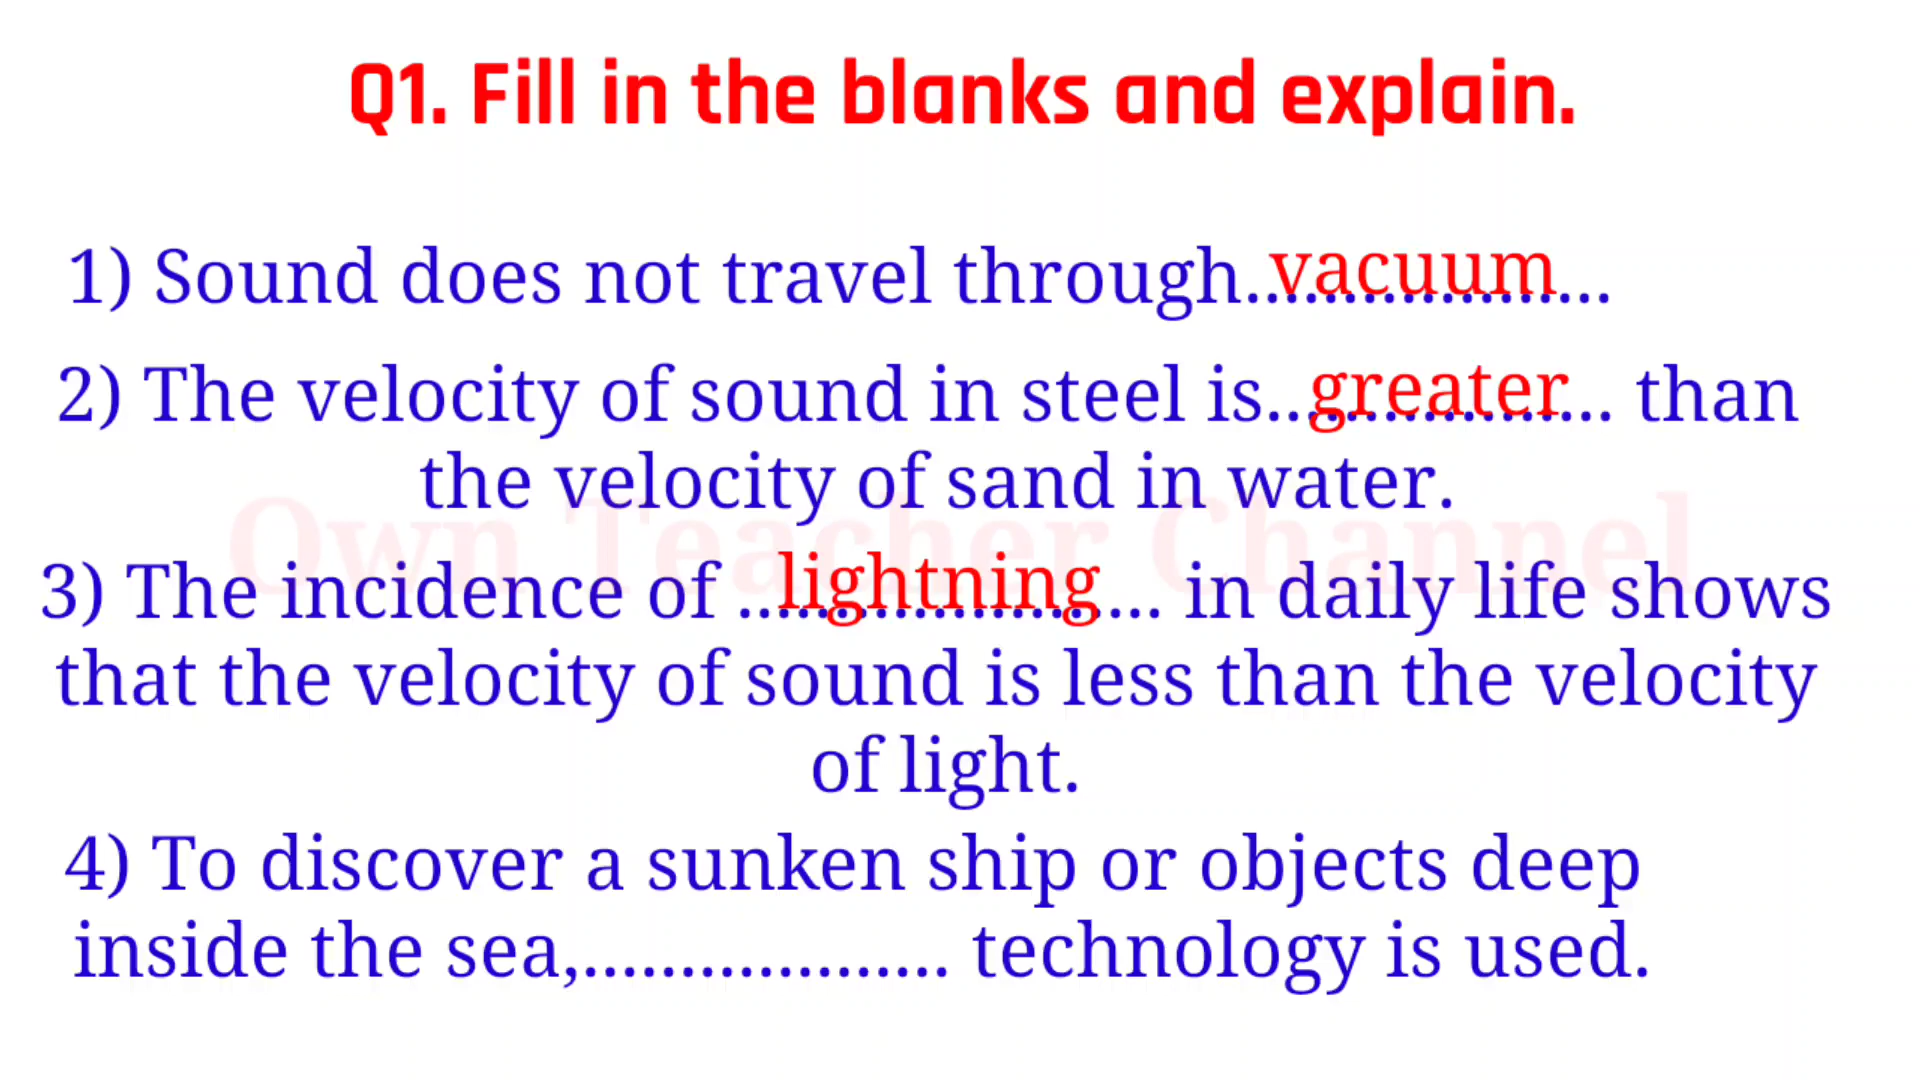 Q1. Fill in the blanks and explain.
1) Sound does not travel through..vacuum...
2) The velocity of sound in steel is..greater... than
the velocity of sand in water.
Own Teacher Channel
3) The incidence of ..lightning... in daily life shows
that the velocity of sound is less than the velocity
of light.
4) To discover a sunken ship or objects deep
inside the sea,................... technology is used.